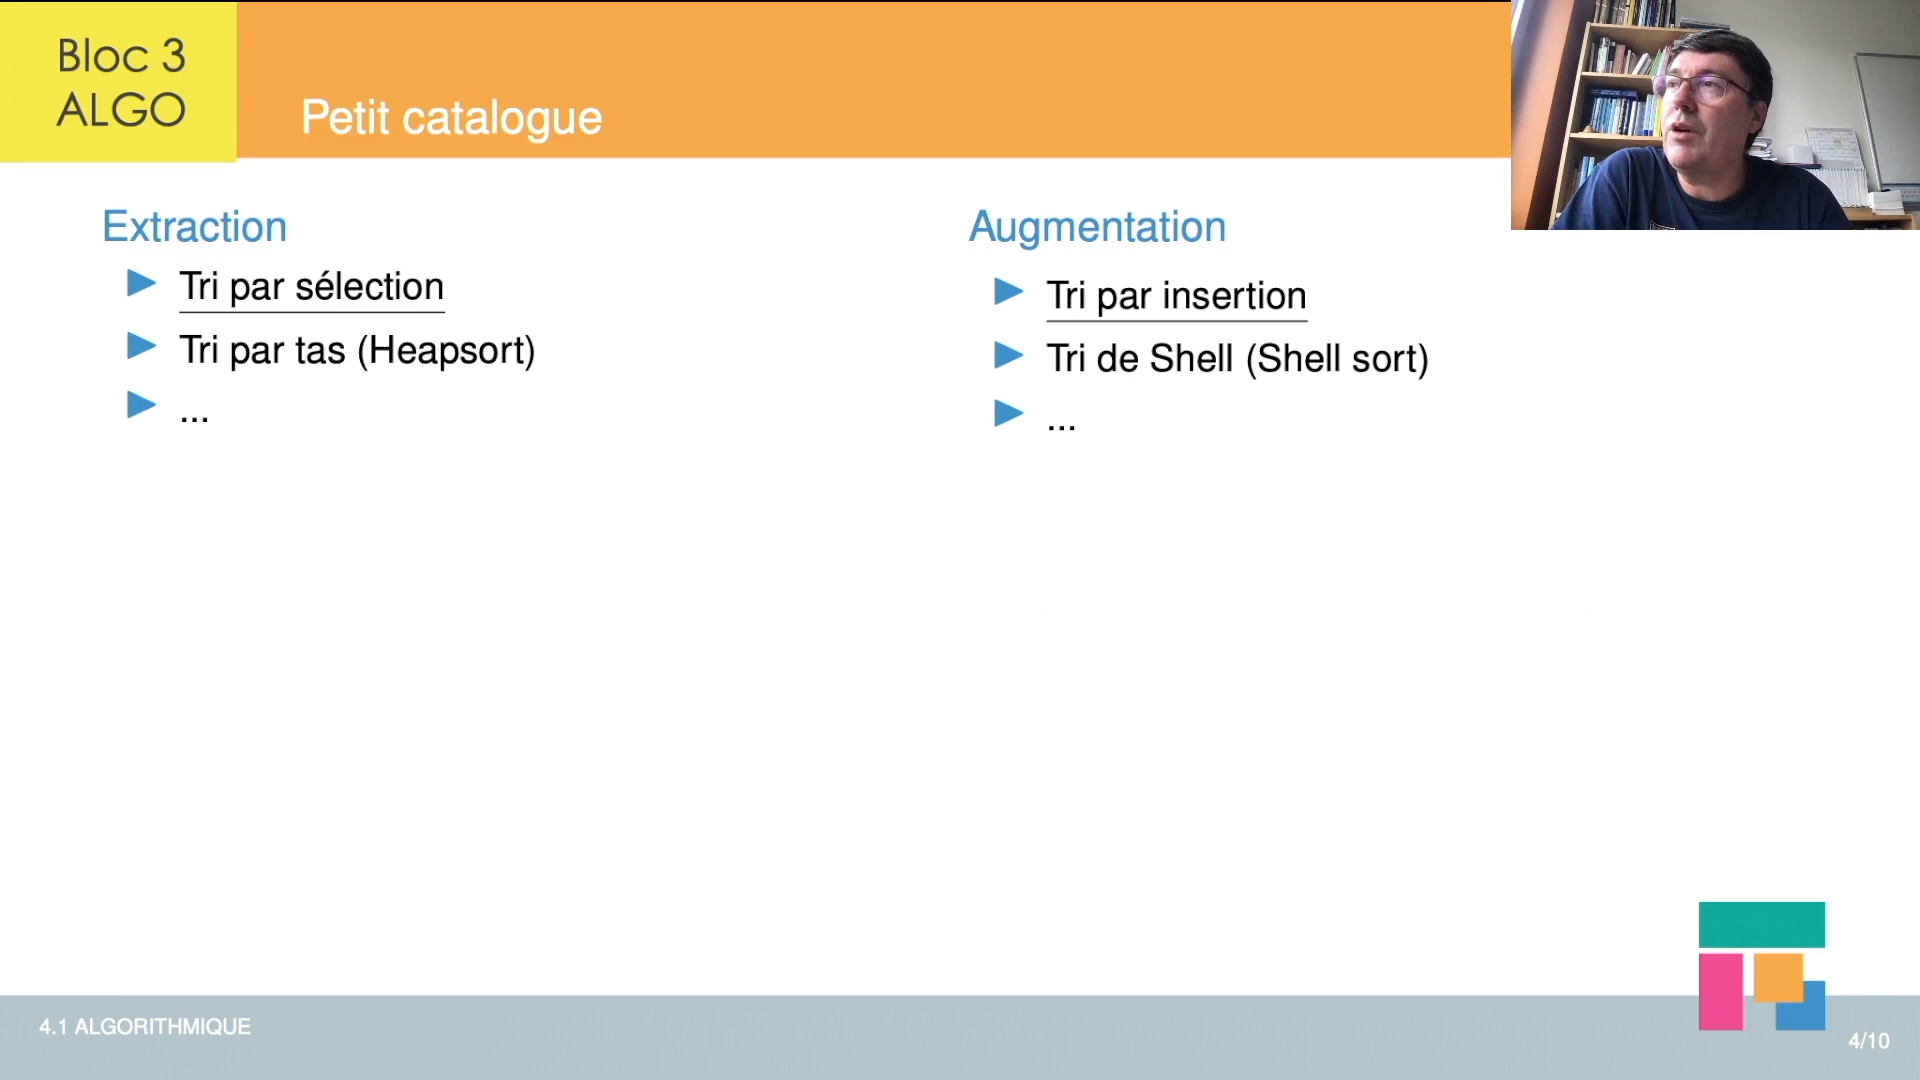 Bloc 3
ALGO
Petit catalogue
Extraction
Tri par sélection
Tri par tas (Heapsort)
...
Augmentation
Tri par insertion
Tri de Shell (Shell sort)
...
4.1 ALGORITHMIQUE
4/10